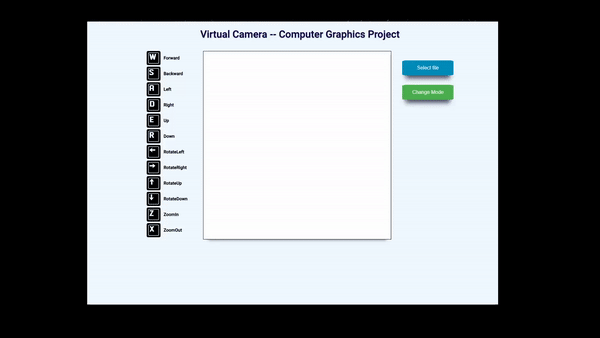 Virtual Camera -- Computer Graphics Project
W Forward
S Backward
A Left
D Right
E Up
R Down
← RotateLeft
→ RotateRight
↑ RotateUp
↓ RotateDown
Z ZoomIn
X ZoomOut
Select file
Change Mode